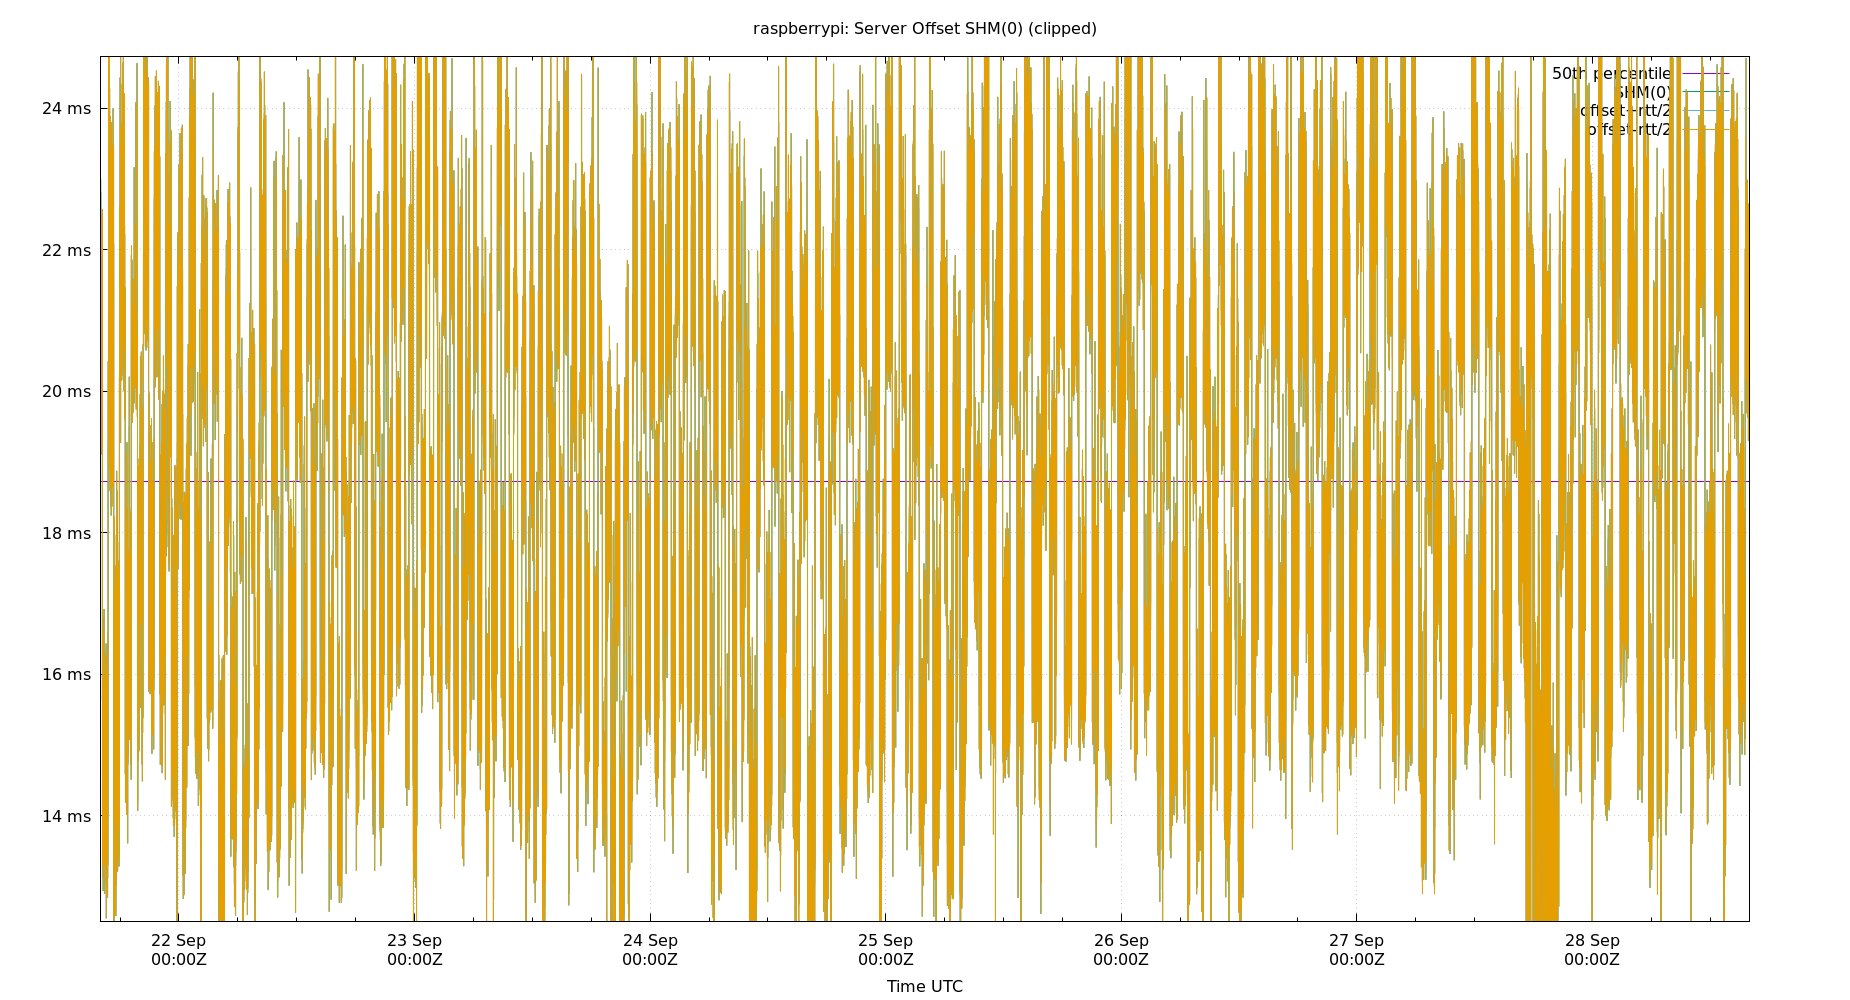 raspberrypi: Server Offset SHM(0) (clipped)
24 ms
22 ms
20 ms
18 ms
16 ms
14 ms
50th percentile
SHM(0)
offset+rtt/2
offset-rtt/2
22 Sep
00:00Z
23 Sep
00:00Z
24 Sep
00:00Z
25 Sep
00:00Z
26 Sep
00:00Z
27 Sep
00:00Z
28 Sep
00:00Z
Time UTC